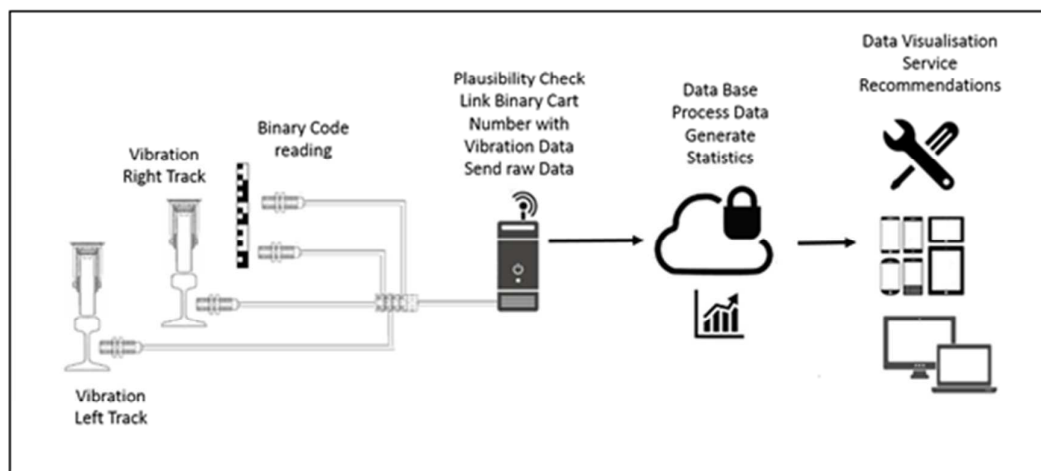 Vibration
Left Track
Vibration
Right Track
Binary Code
reading
Plausibility Check
Link Binary Cart
Number with
Vibration Data
Send raw Data
Data Base
Process Data
Generate
Statistics
Data Visualisation
Service
Recommendations